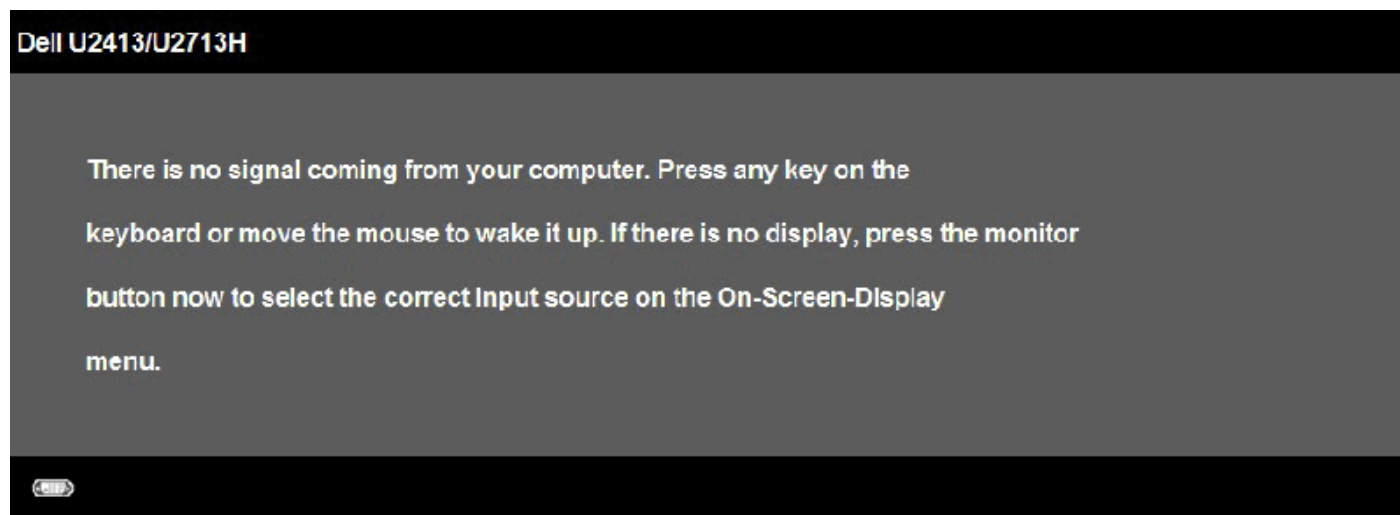 Dell U2413/U2713H
There is no signal coming from your computer. Press any key on the
keyboard or move the mouse to wake it up. If there is no display, press the monitor
button now to select the correct input source on the On-Screen-Display
menu.